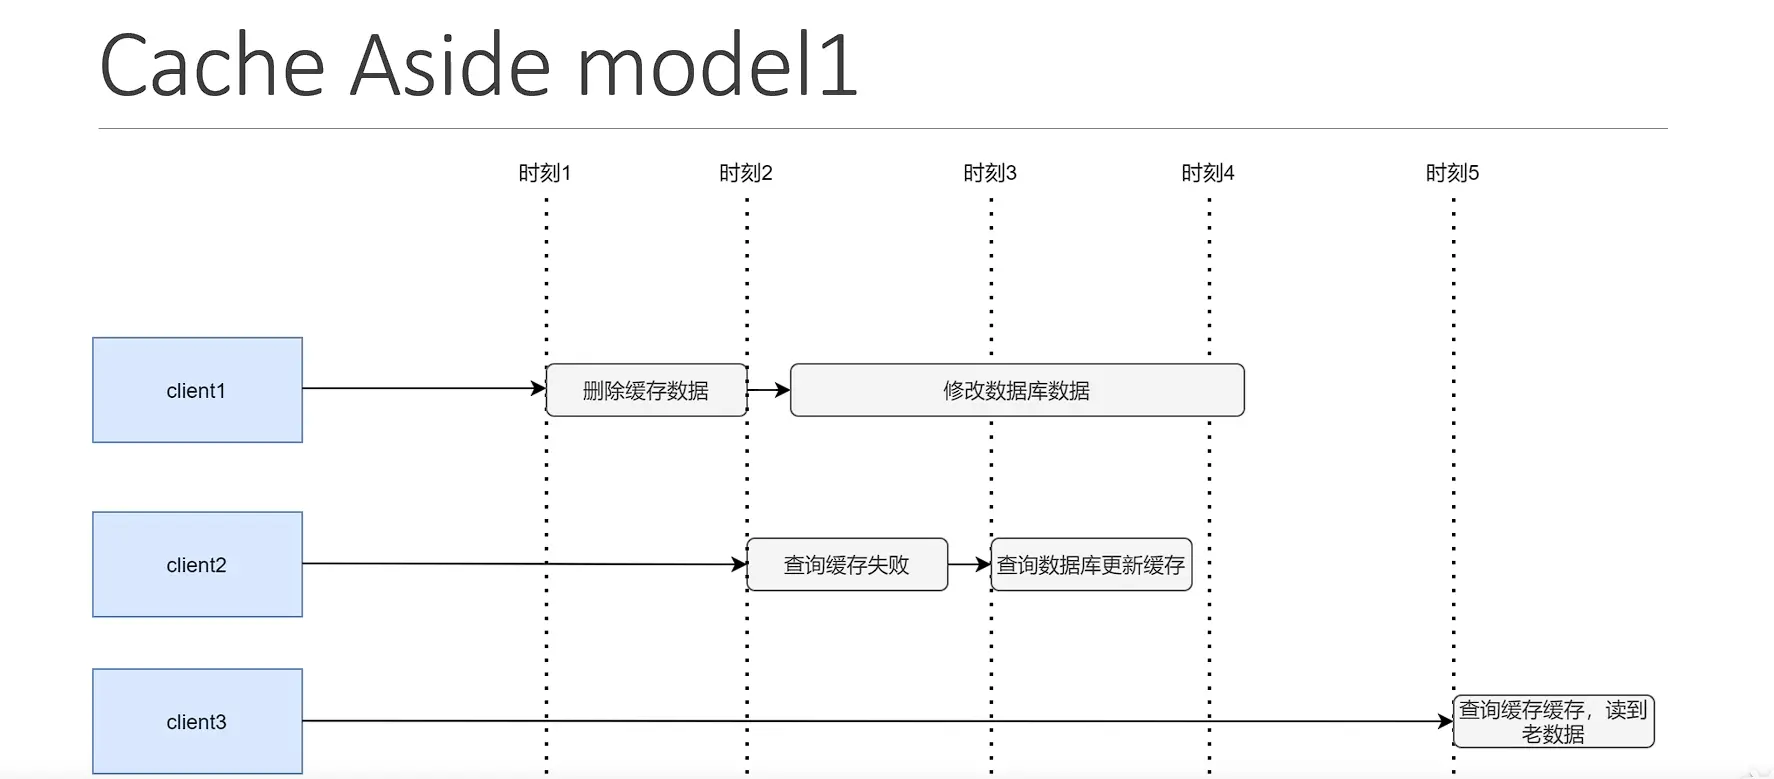 Cache Aside model1
时刻1
时刻2
时刻3
时刻4
时刻5
client1
删除缓存数据
修改数据库数据
client2
查询缓存失败
查询数据库更新缓存
client3
查询缓存缓存，读到
老数据